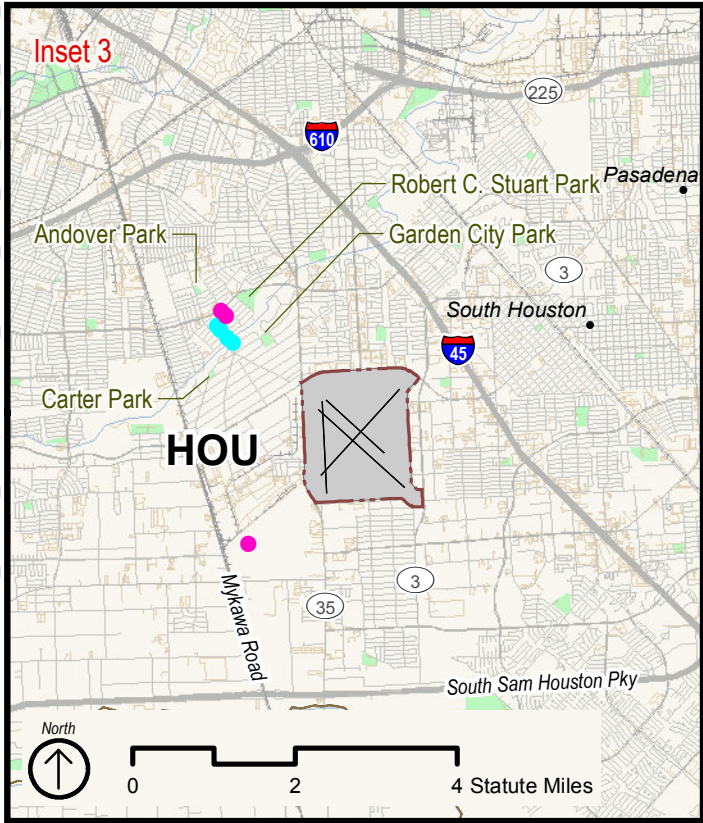 Inset 3
225
610
Robert C. Stuart Park
Pasadena
Andover Park
Garden City Park
3
South Houston
45
Carter Park
HOU
Mykawa Road
3
35
South Sam Houston Pky
North
0 2 4 Statute Miles